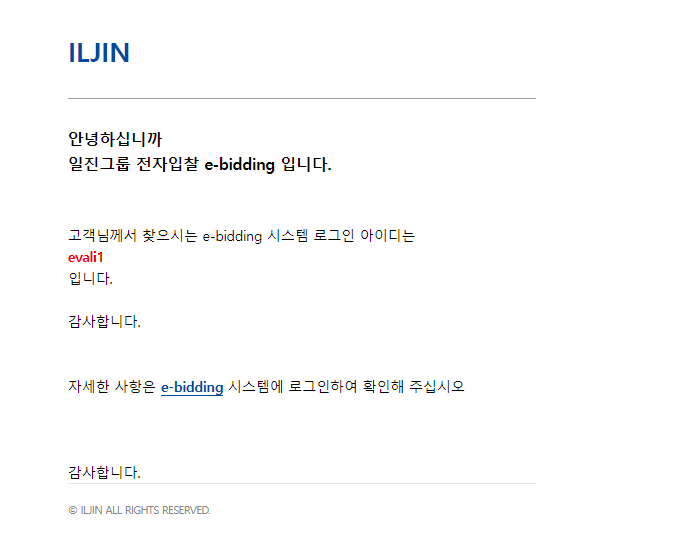 ILJIN
안녕하십니까
일진그룹 전자입찰 e-bidding 입니다.
고객님께서 찾으시는 e-bidding 시스템 로그인 아이디는
evali1
입니다.
감사합니다.
자세한 사항은 e-bidding 시스템에 로그인하여 확인해 주십시오
감사합니다.
© ILJIN ALL RIGHTS RESERVED.